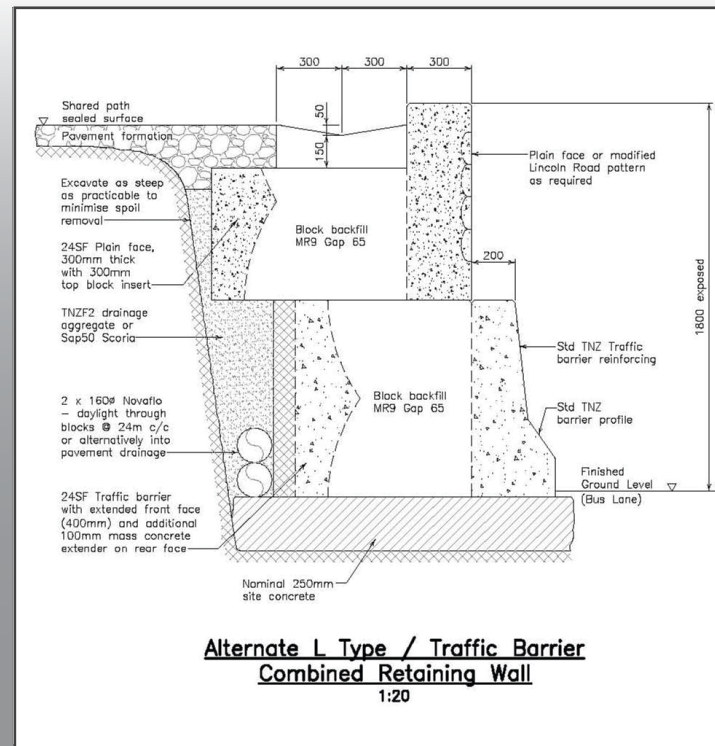 300
300
300
50
150
Shared path
sealed surface
Pavement formation
Excavate as steep
as practicable to
minimise spoil
removal
24SF Plain face,
300mm thick
with 300mm
top block insert
TNZF2 drainage
aggregate or
Sap50 Scoria
2 x 160ø Novaflo
– daylight through
blocks @ 24m c/c
or alternatively into
pavement drainage
24SF Traffic barrier
with extended front face
(400mm) and additional
100mm mass concrete
extender on rear face
Block backfill
MR9 Gap 65
Block backfill
MR9 Gap 65
Plain face or modified
Lincoln Road pattern
as required
200
1800 exposed
Std TNZ Traffic
barrier reinforcing
Std TNZ
barrier profile
Finished
Ground Level
(Bus Lane)
Nominal 250mm
site concrete
Alternate L Type / Traffic Barrier
Combined Retaining Wall
1:20